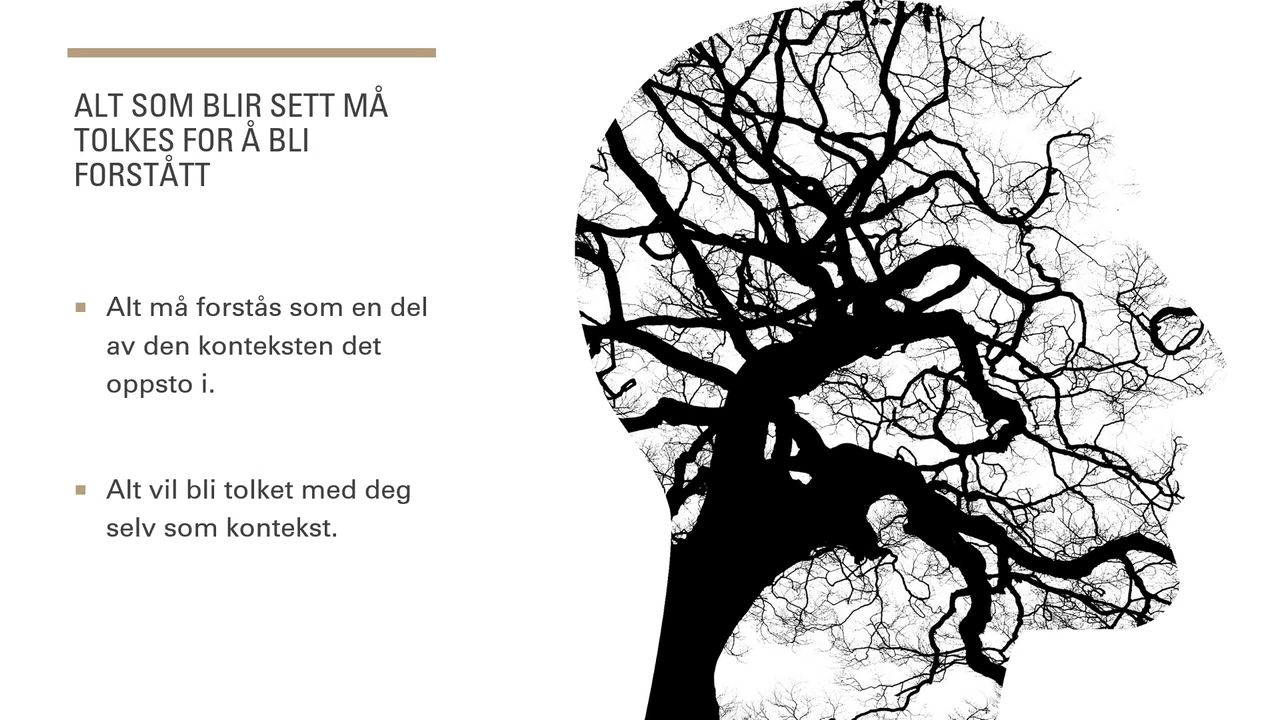 ALT SOM BLIR SETT MÅ
TOLKES FOR Å BLI
FORSTÅTT
Alt må forstås som en del
av den konteksten det
oppsto i.
Alt vil bli tolket med deg
selv som kontekst.